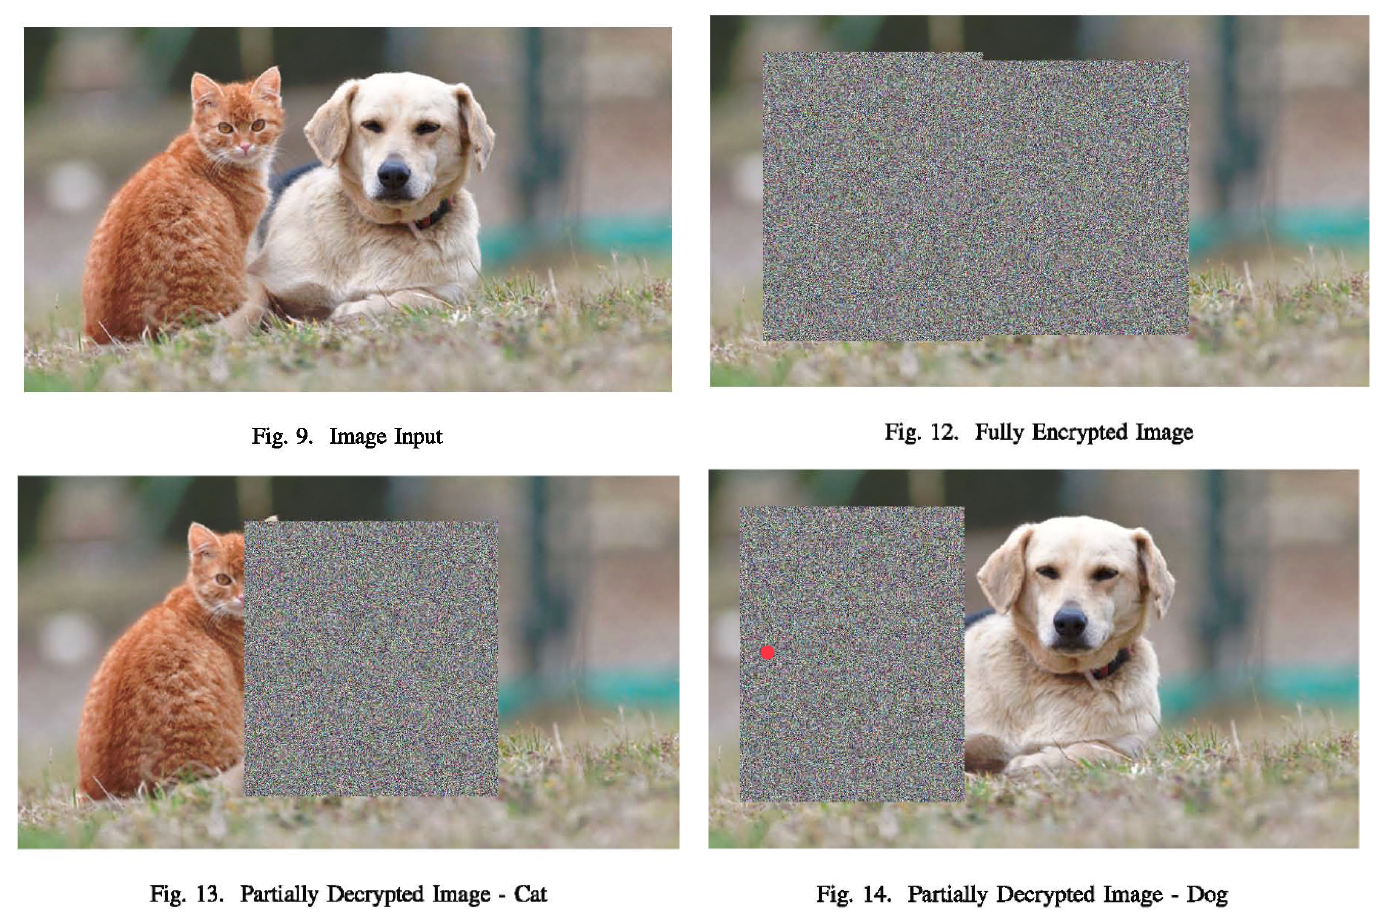 Fig. 9. Image Input
Fig. 12. Fully Encrypted Image
Fig. 13. Partially Decrypted Image - Cat
Fig. 14. Partially Decrypted Image - Dog